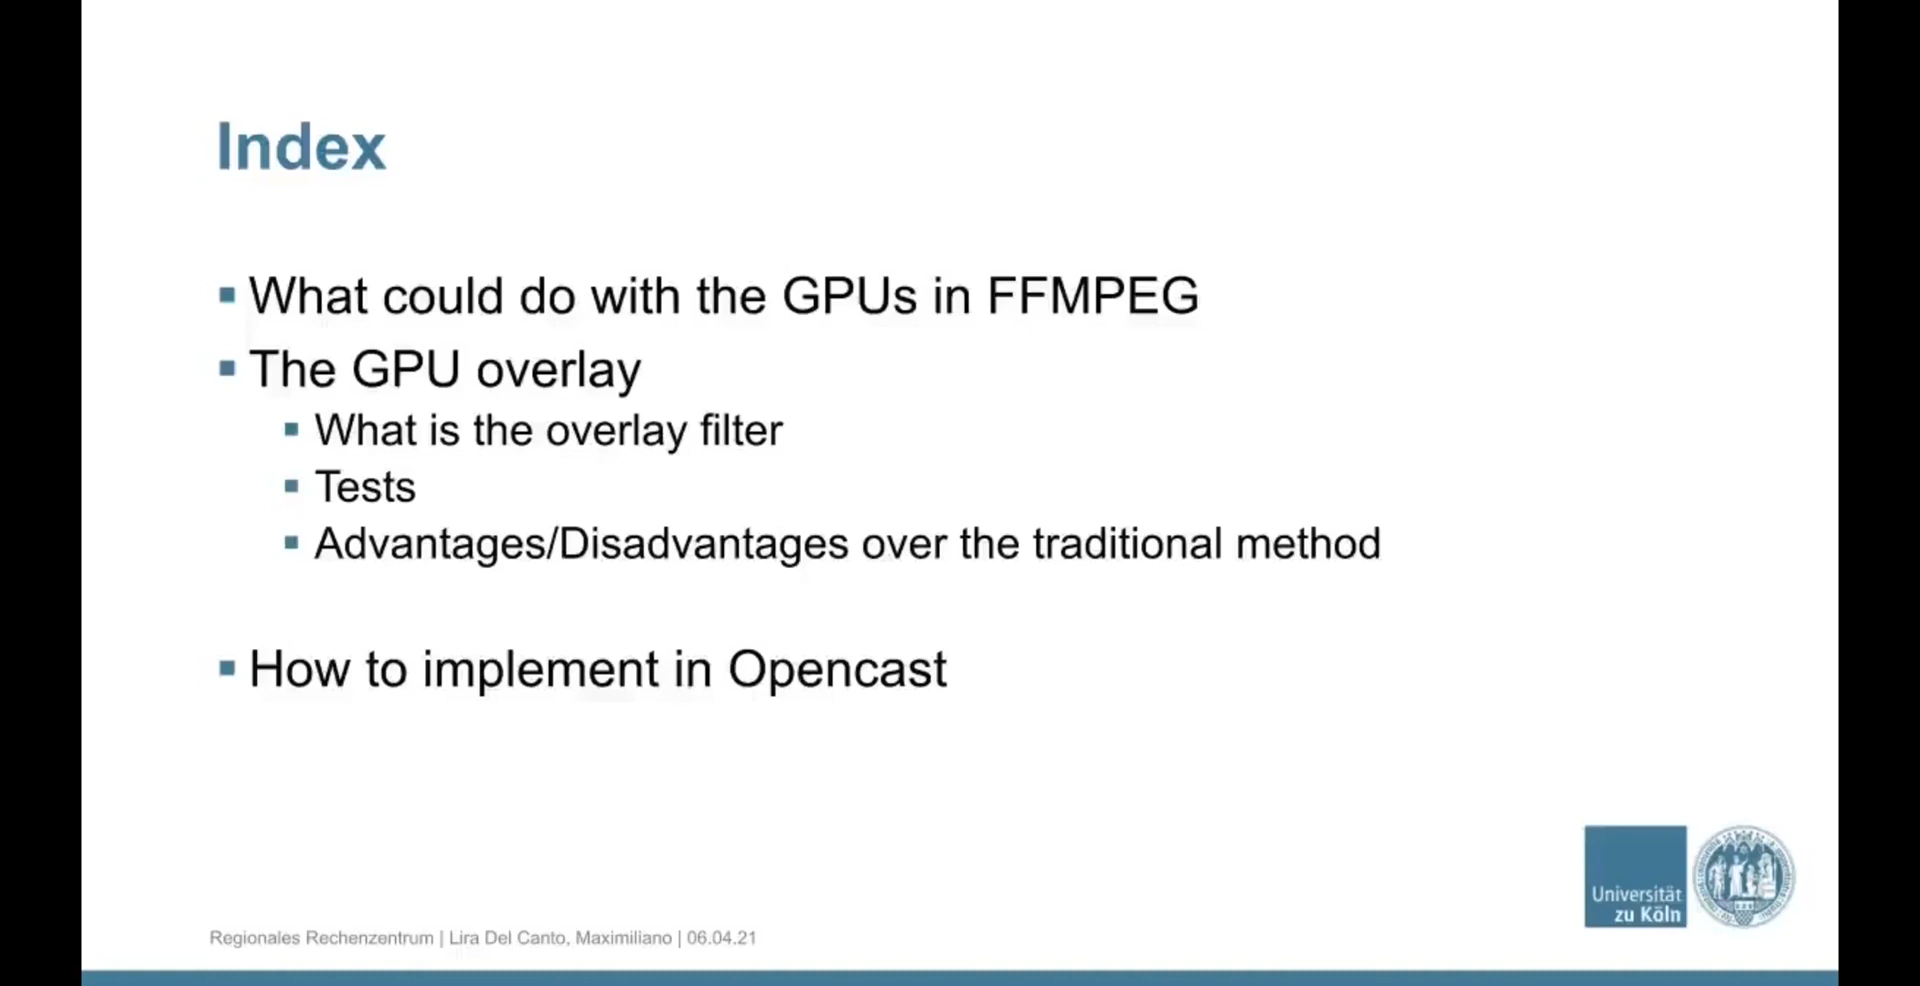 Index
What could do with the GPUs in FFMPEG
The GPU overlay
What is the overlay filter
Tests
Advantages/Disadvantages over the traditional method
How to implement in Opencast
Universität
zu Köln
Regionales Rechenzentrum | Lira Del Canto, Maximiliano | 06.04.21